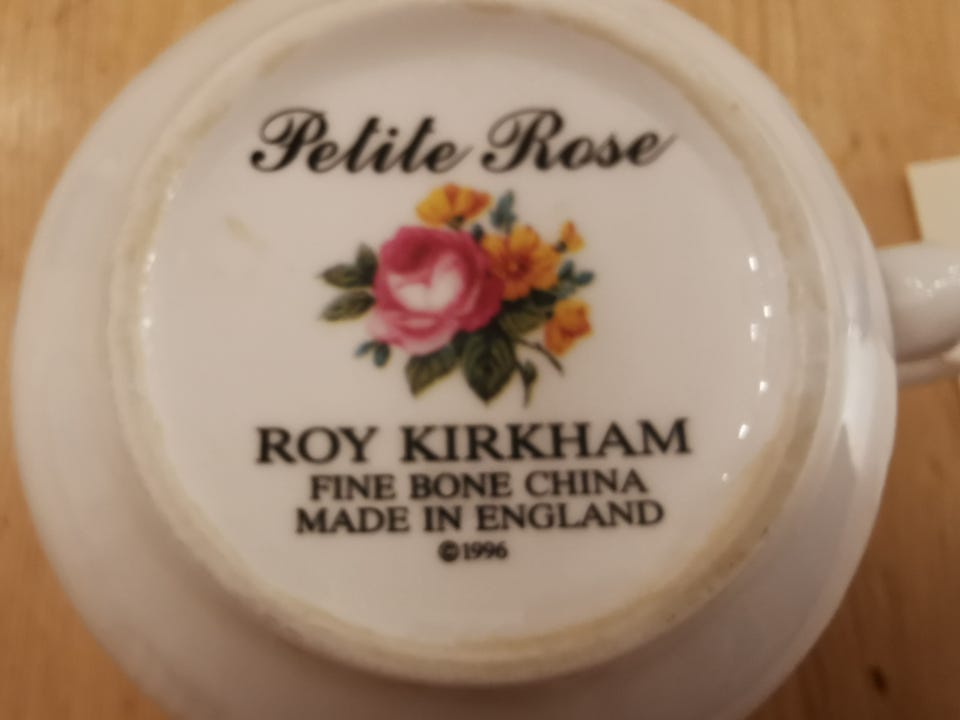 Petite Rose
ROY KIRKHAM
FINE BONE CHINA
MADE IN ENGLAND
©1996